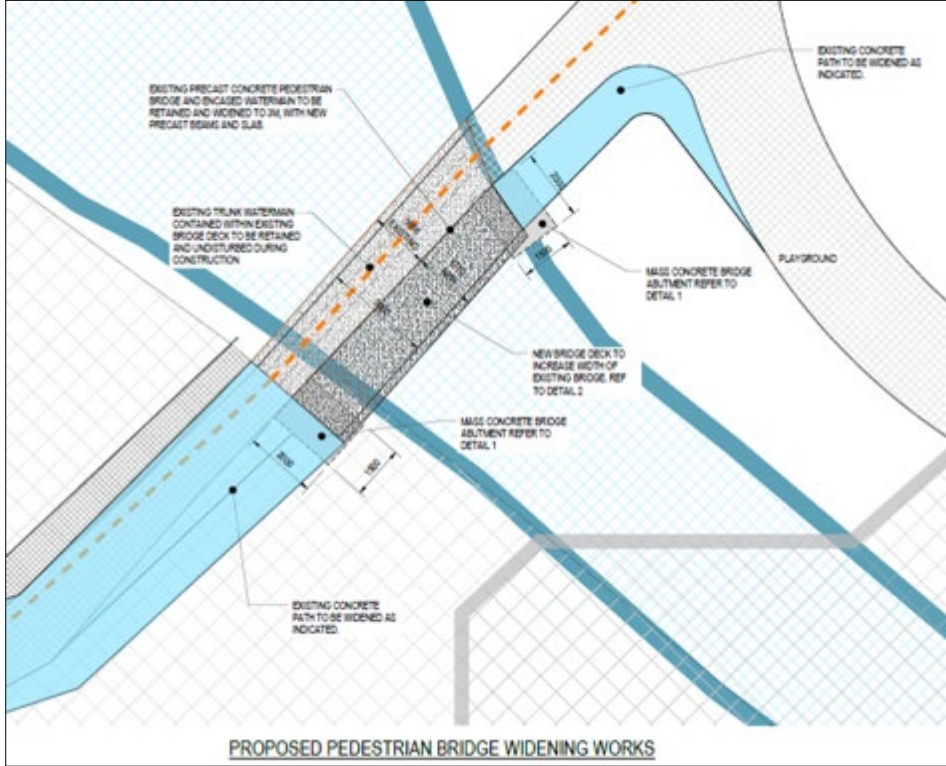 EXISTING CONCRETE
PATH TO BE WIDENED AS
INDICATED.
EXISTING PRECAST CONCRETE PEDESTRIAN
BRIDGE AND ENCASED WATERMAIN TO BE
RETAINED AND WIDENED TO 3M, WITH NEW
PRECAST BEAMS AND SLAB.
2000
EXISTING TRUNK WATERMAIN
CONTAINED WITHIN EXISTING
BRIDGE DECK TO BE RETAINED
AND UNDISTURBED DURING
CONSTRUCTION
1500
PLAYGROUND
MASS CONCRETE BRIDGE
ABUTMENT REFER TO
DETAIL 1
NEW BRIDGE DECK TO
INCREASE WIDTH OF
EXISTING BRIDGE, REF
TO DETAIL 2
MASS CONCRETE BRIDGE
ABUTMENT REFER TO
DETAIL 1
2000
1500
EXISTING CONCRETE
PATH TO BE WIDENED AS
INDICATED.
PROPOSED PEDESTRIAN BRIDGE WIDENING WORKS